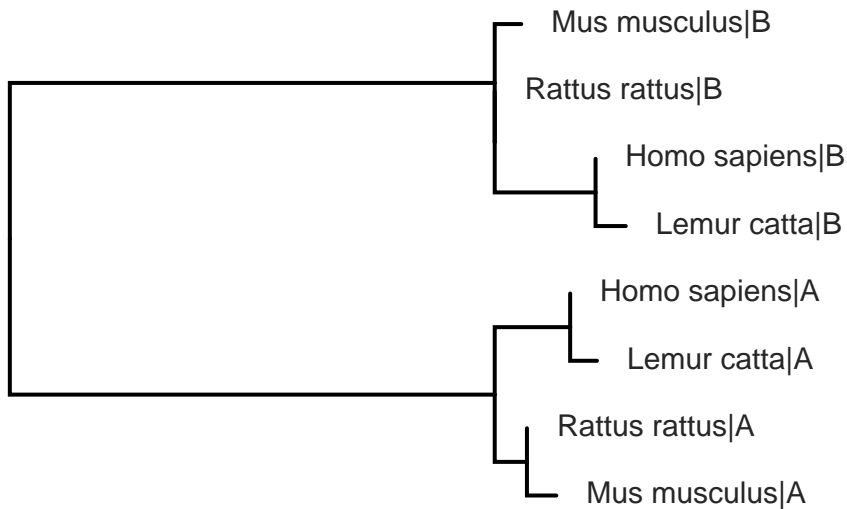 Mus musculus|B
Rattus rattus|B
Homo sapiens|B
Lemur catta|B
Homo sapiens|A
Lemur catta|A
Rattus rattus|A
Mus musculus|A